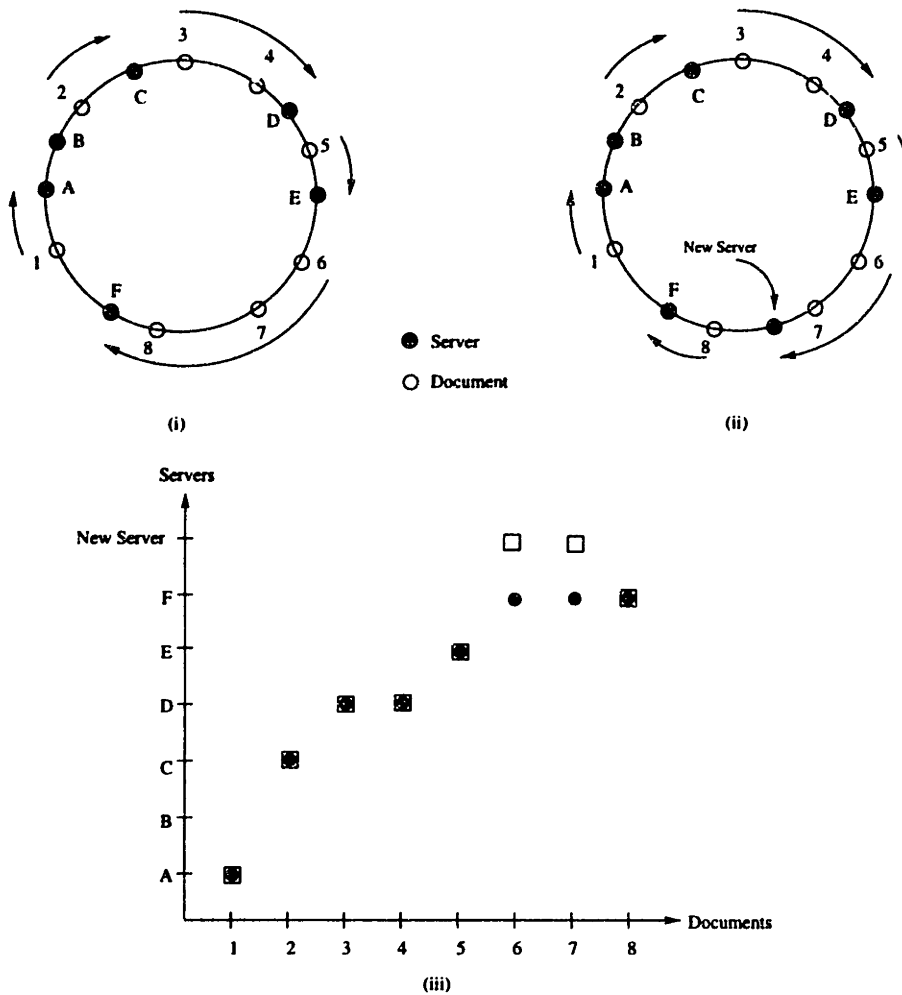 3
4
2
C
D
B
5
A
E
1
6
F
7
8
(i)
3
4
2
C
D
B
5
A
E
New Server
1
6
F
7
8
(ii)
Server
Document
Servers
New Server
F
E
D
C
B
A
1 2 3 4 5 6 7 8
Documents
(iii)